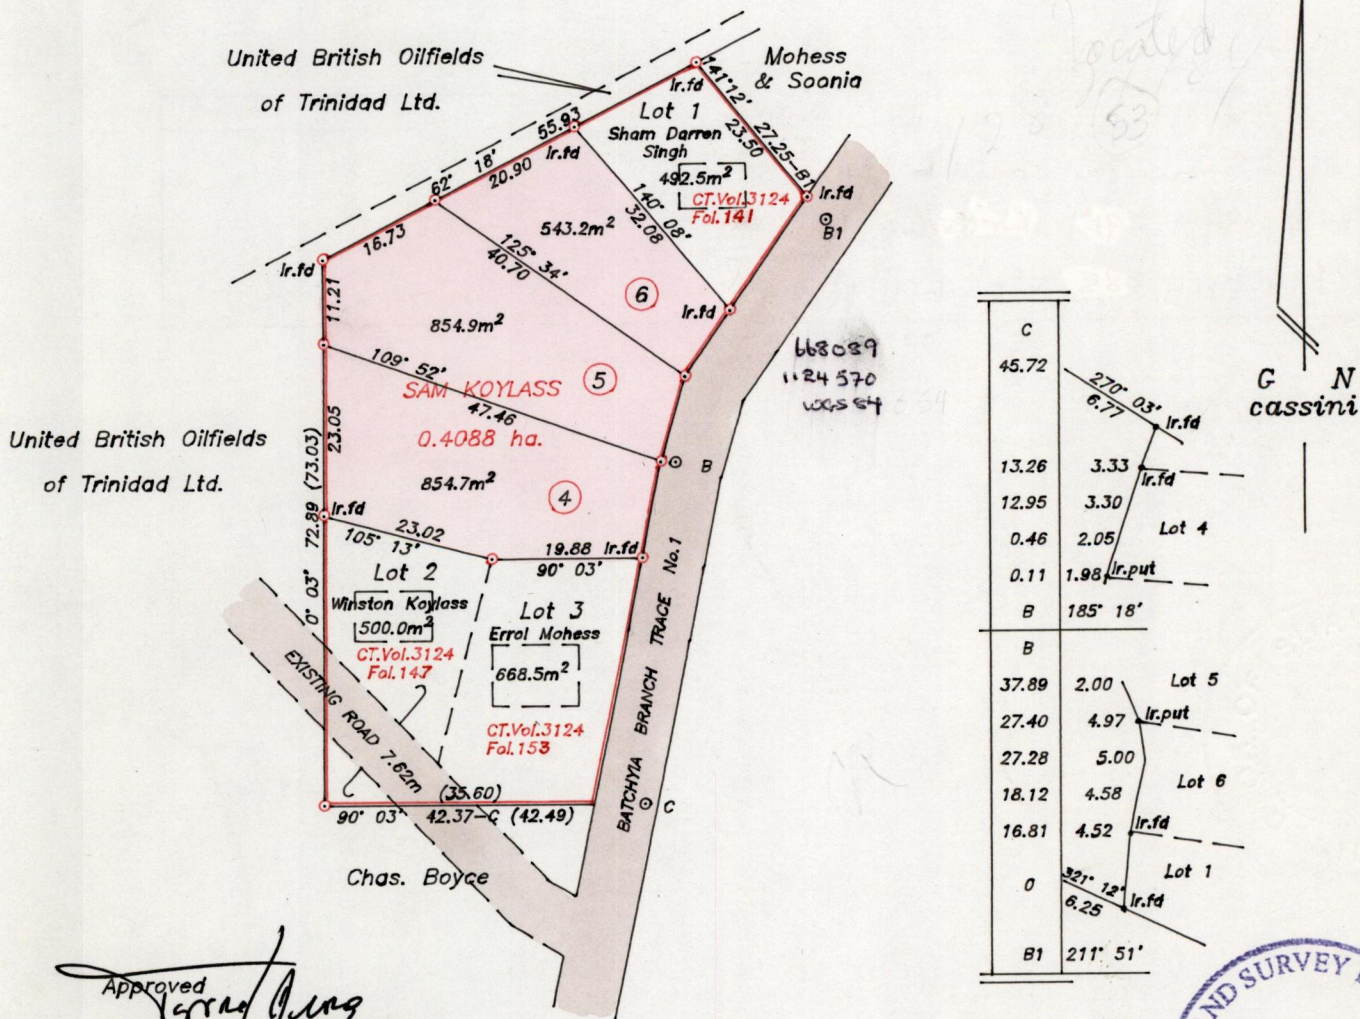 United British Oilfields
of Trinidad Ltd.
Mohess
& Soonia
Located
53
Ir.fd
141° 12'
27.25-B1
23.50
Lot 1
Sham Darren
Singh
492.5m²
CT.Vol.3124
Fol.141
Ir.fd
B1
55.93
Ir.fd
62° 18'
20.90
16.73
Ir.fd
543.2m²
140° 08'
32.08
125° 34'
40.70
6
Ir.fd
11.21
854.9m²
109° 52'
47.46
5
SAM KOYLASS
0.4088 ha.
668089
1124570
WGS 84
United British Oilfields
of Trinidad Ltd.
23.05
72.89 (73.03)
0° 03'
B
854.7m²
4
Ir.fd
23.02
105° 13'
19.88
Ir.fd
90° 03'
Lot 2
Winston Koylass
500.0m²
CT.Vol.3124
Fol.147
Lot 3
Errol Mohess
668.5m²
CT.Vol.3124
Fol.153
EXISTING ROAD 7.62m
BATCHYIA BRANCH TRACE No.1
(35.60)
90° 03' 42.37-C (42.49)
C
Chas. Boyce
Approved
G N
cassini
C
45.72
270° 03'
6.77
Ir.fd
13.26 3.33
Ir.fd
12.95 3.30
Lot 4
0.46 2.05
0.11 1.98 Ir.put
B 185° 18'
B
37.89 2.00 Lot 5
27.40 4.97 Ir.put
27.28 5.00
Lot 6
18.12 4.58
16.81 4.52 Ir.fd
Lot 1
0 321° 12'
6.25 Ir.fd
B1 211° 51'
ND SURVEY